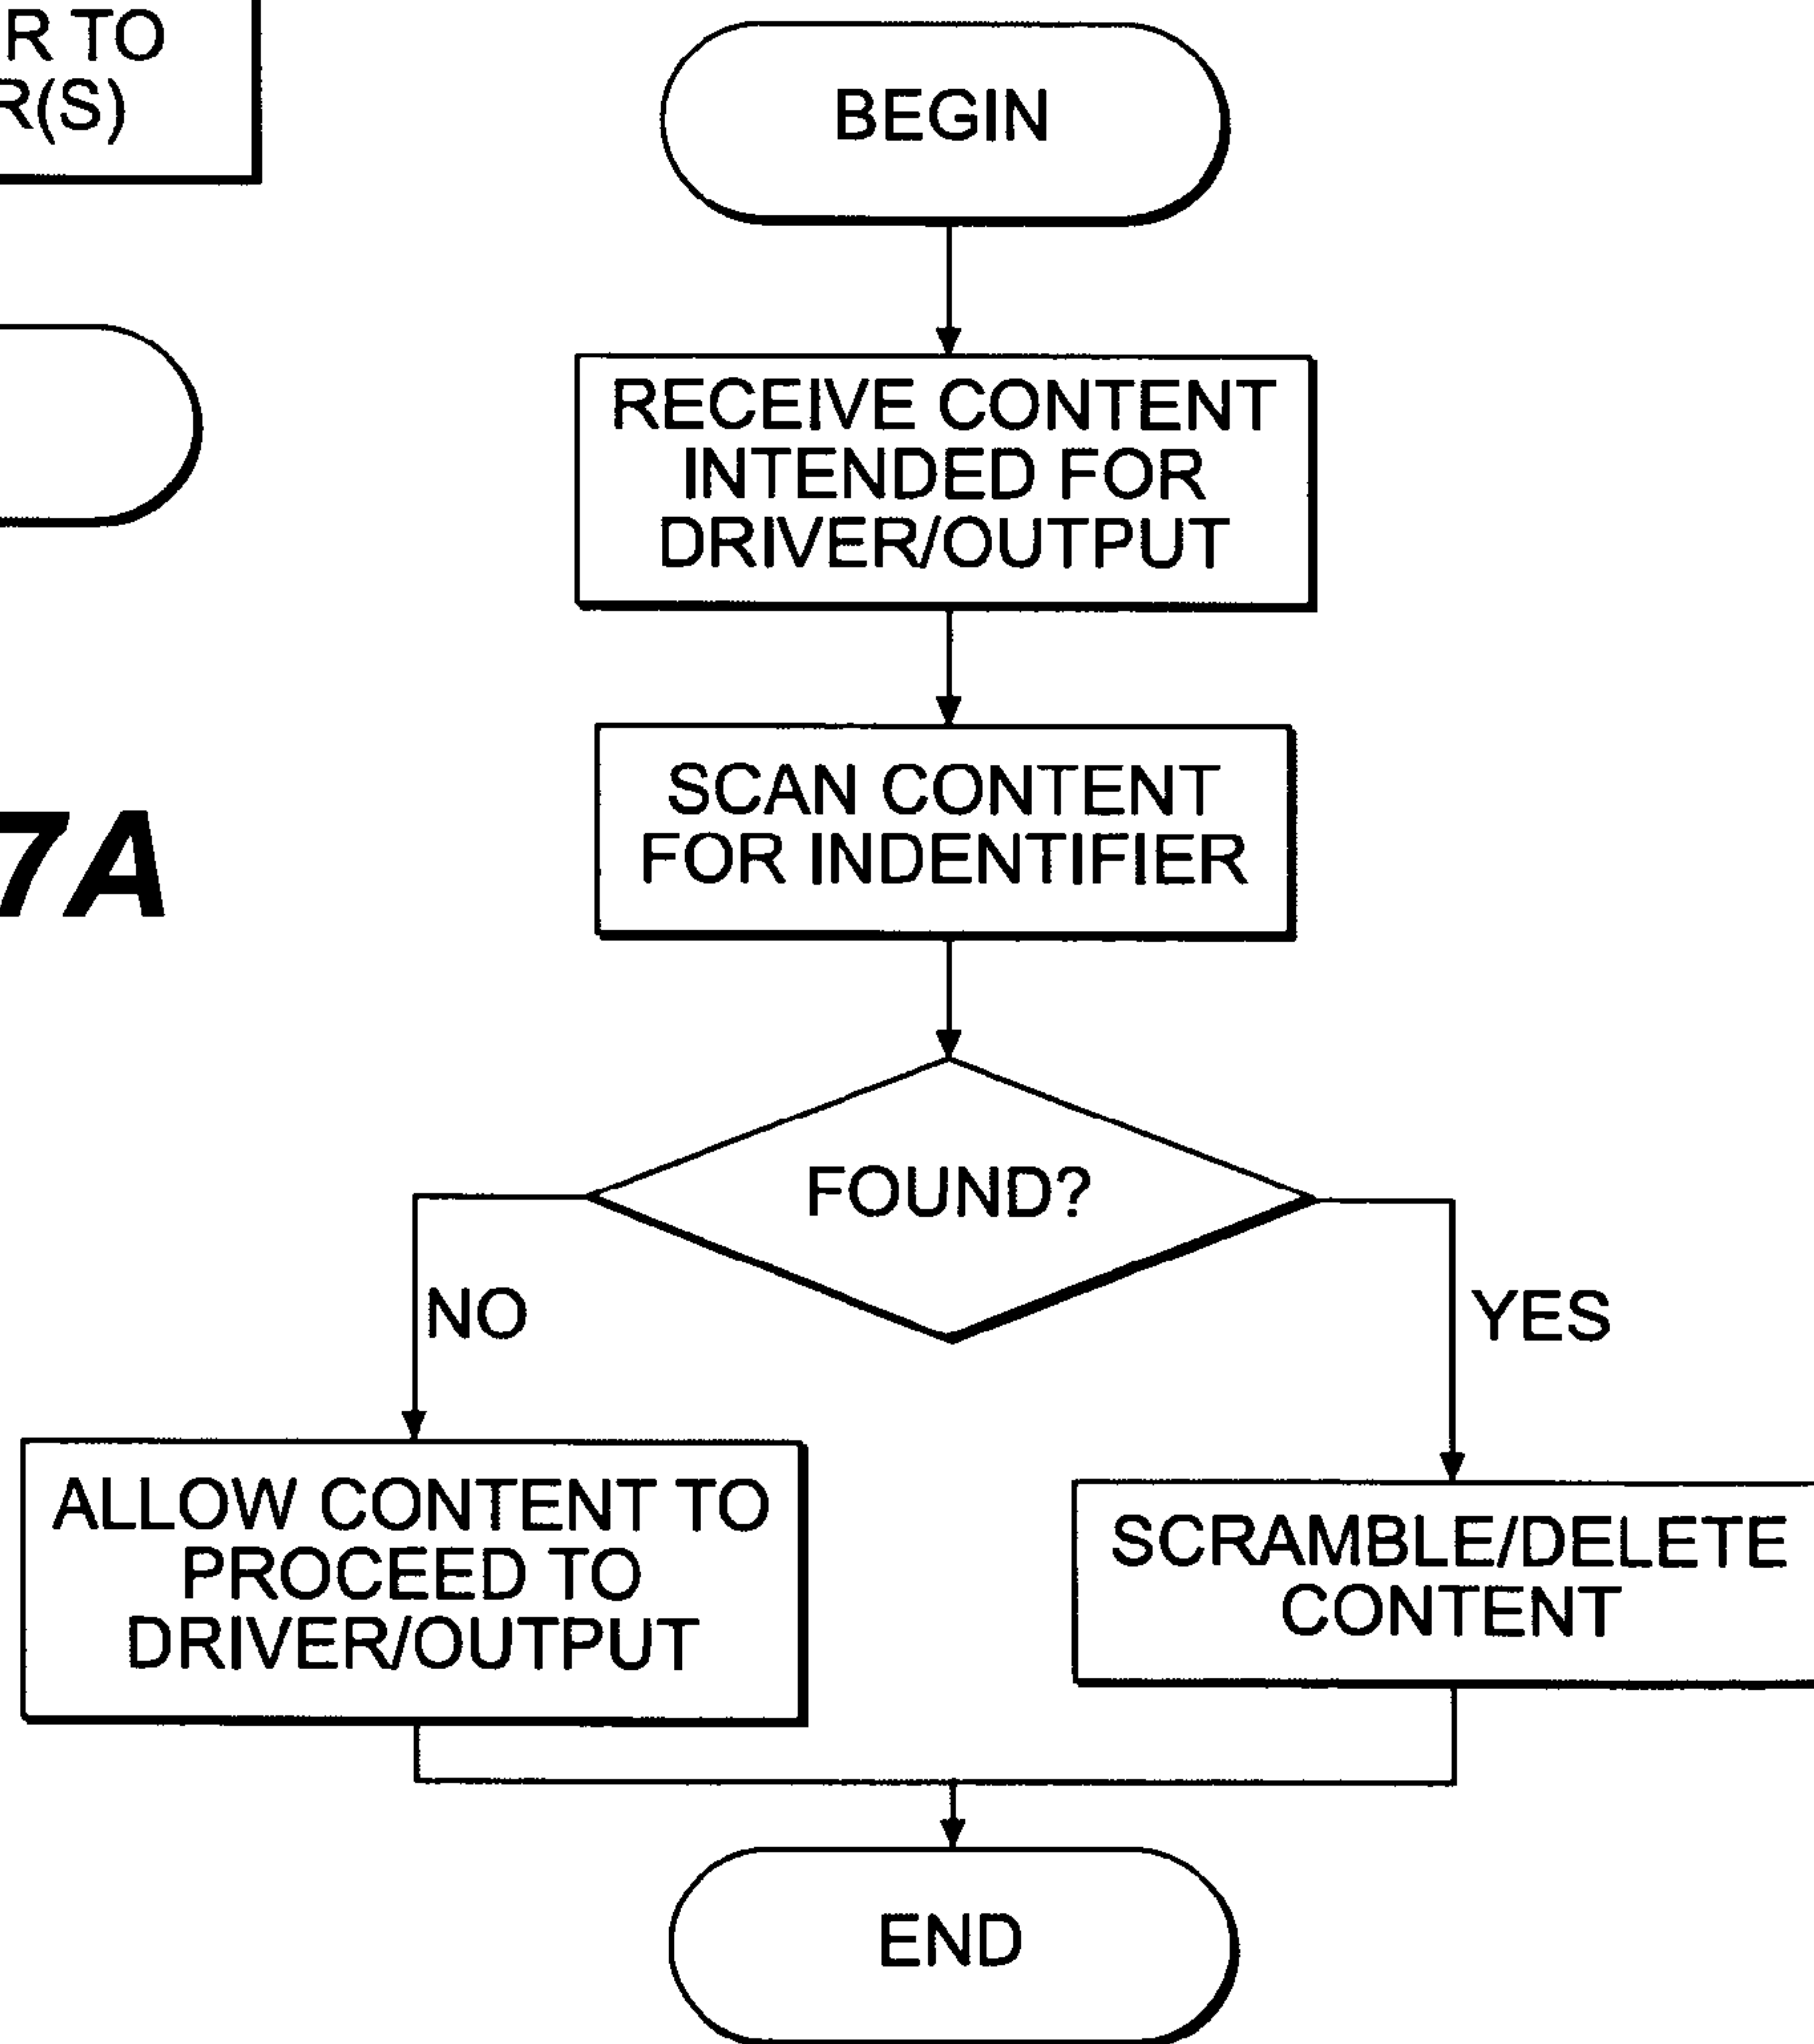 R TO
R(S)
7A
BEGIN
RECEIVE CONTENT
INTENDED FOR
DRIVER/OUTPUT
SCAN CONTENT
FOR INDENTIFIER
FOUND?
NO
YES
ALLOW CONTENT TO
PROCEED TO
DRIVER/OUTPUT
SCRAMBLE/DELETE
CONTENT
END